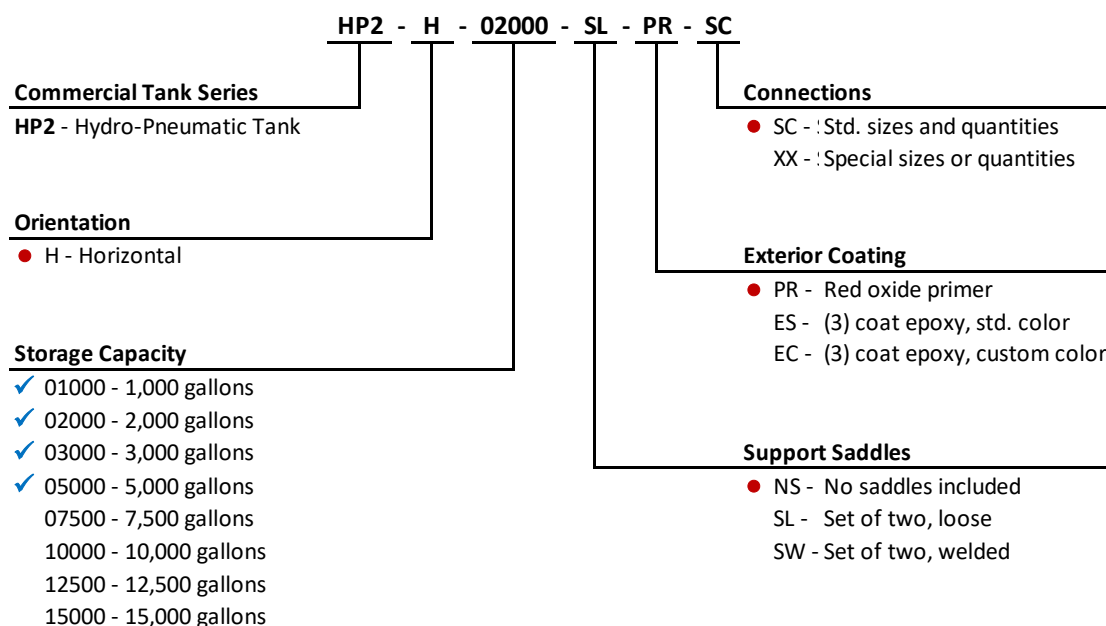 HP2 - H - 02000 - SL - PR - SC
Commercial Tank Series
HP2 - Hydro-Pneumatic Tank
Orientation
H - Horizontal
Storage Capacity
01000 - 1,000 gallons
02000 - 2,000 gallons
03000 - 3,000 gallons
05000 - 5,000 gallons
07500 - 7,500 gallons
10000 - 10,000 gallons
12500 - 12,500 gallons
15000 - 15,000 gallons
Connections
SC - Std. sizes and quantities
XX - Special sizes or quantities
Exterior Coating
PR - Red oxide primer
ES - (3) coat epoxy, std. color
EC - (3) coat epoxy, custom color
Support Saddles
NS - No saddles included
SL - Set of two, loose
SW - Set of two, welded